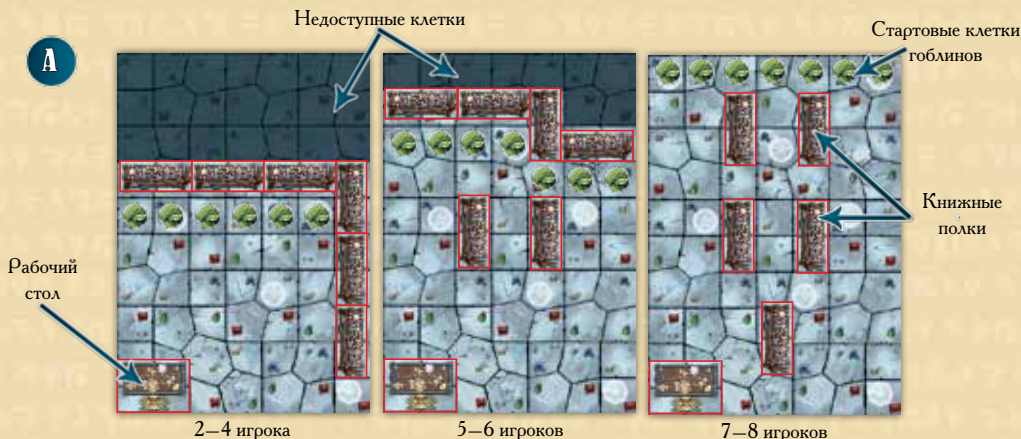 Недоступные клетки
Стартовые клетки
гоблинов
А
Книжные
полки
Рабочий
стол
2—4 игрока
5—6 игроков
7—8 игроков